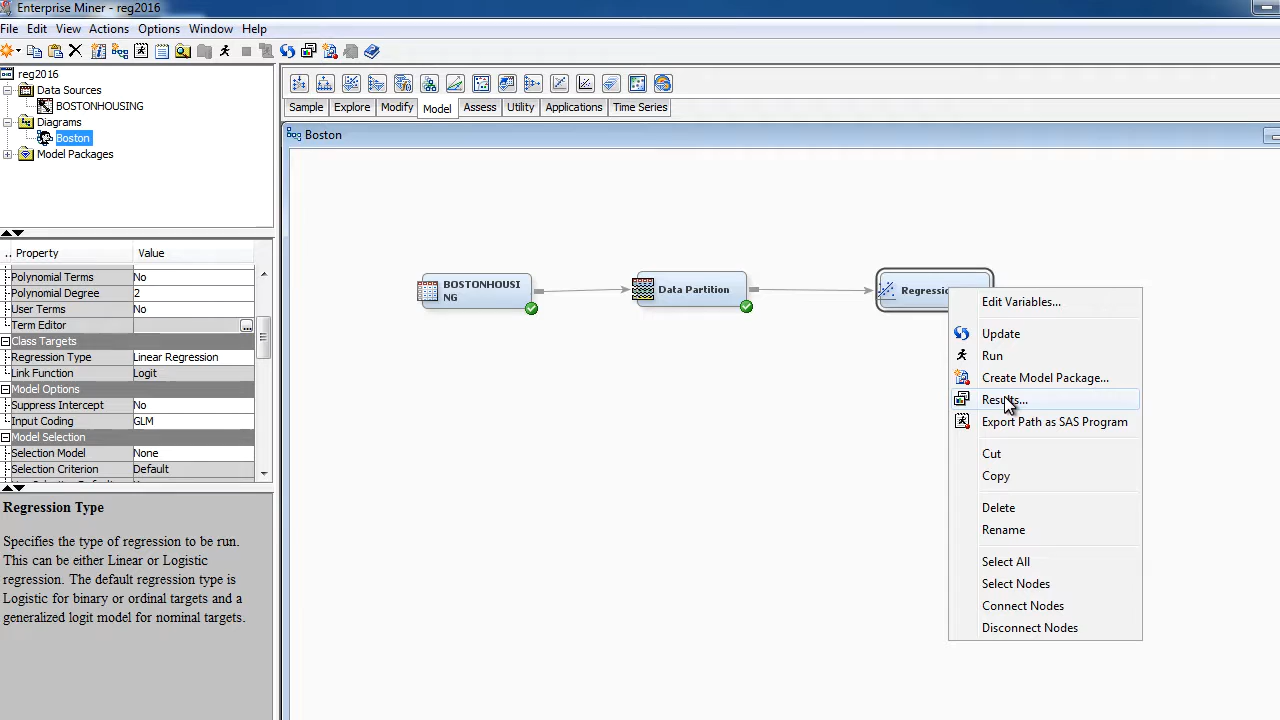 Enterprise Miner - reg2016
File Edit View Actions Options Window Help
reg2016
Data Sources
BOSTONHOUSING
Diagrams
Boston
Model Packages
Sample Explore Modify Model Assess Utility Applications Time Series
Boston
.. Property Value
Polynomial Terms No
Polynomial Degree 2
User Terms No
Term Editor ...
Class Targets
Regression Type Linear Regression
Link Function Logit
Model Options
Suppress Intercept No
Input Coding GLM
Model Selection
Selection Model None
Selection Criterion Default
Regression Type
Specifies the type of regression to be run.
This can be either Linear or Logistic
regression. The default regression type is
Logistic for binary or ordinal targets and a
generalized logit model for nominal targets.
BOSTONHOUSI
NG
Data Partition
Regression
Edit Variables...
Update
Run
Create Model Package...
Results...
Export Path as SAS Program
Cut
Copy
Delete
Rename
Select All
Select Nodes
Connect Nodes
Disconnect Nodes